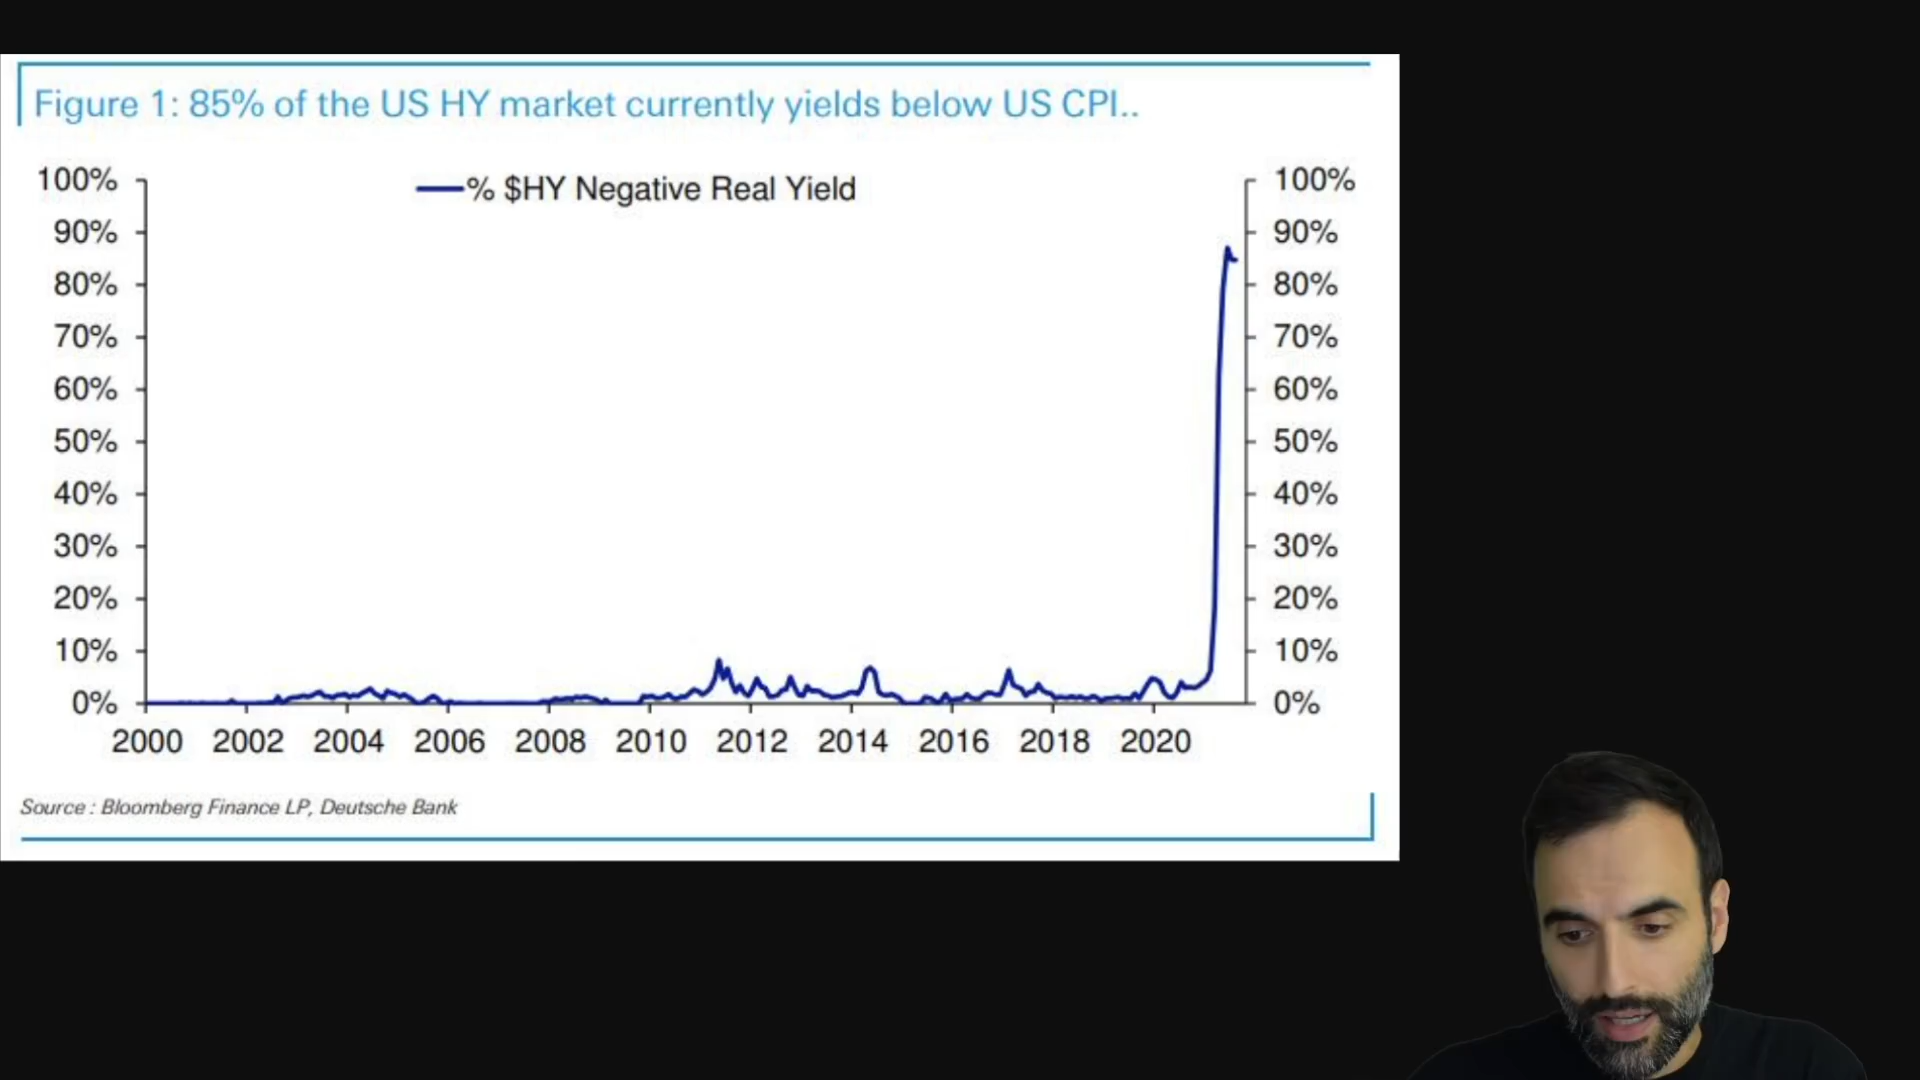 Figure 1: 85% of the US HY market currently yields below US CPI..
% $HY Negative Real Yield
100% 100%
90% 90%
80% 80%
70% 70%
60% 60%
50% 50%
40% 40%
30% 30%
20% 20%
10% 10%
0% 0%
2000 2002 2004 2006 2008 2010 2012 2014 2016 2018 2020
Source : Bloomberg Finance LP, Deutsche Bank